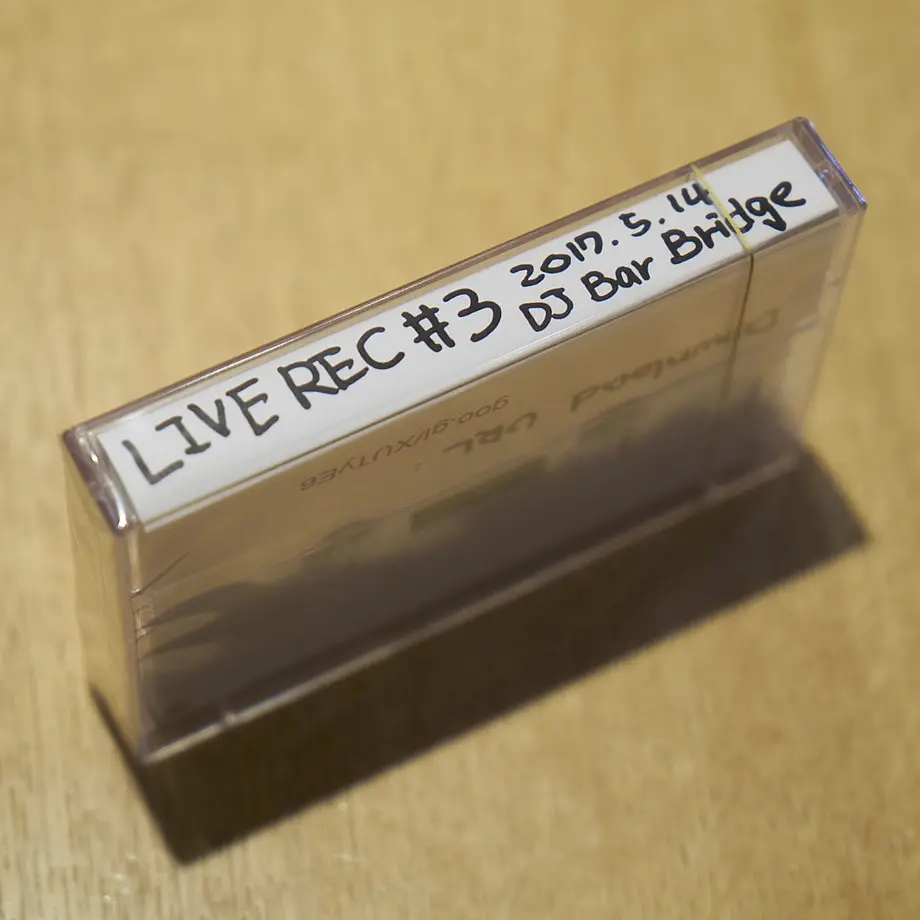 LIVE REC #3
2017.5.14
DJ Bar Bridge
Download URL
goo.gl/XUTyE6